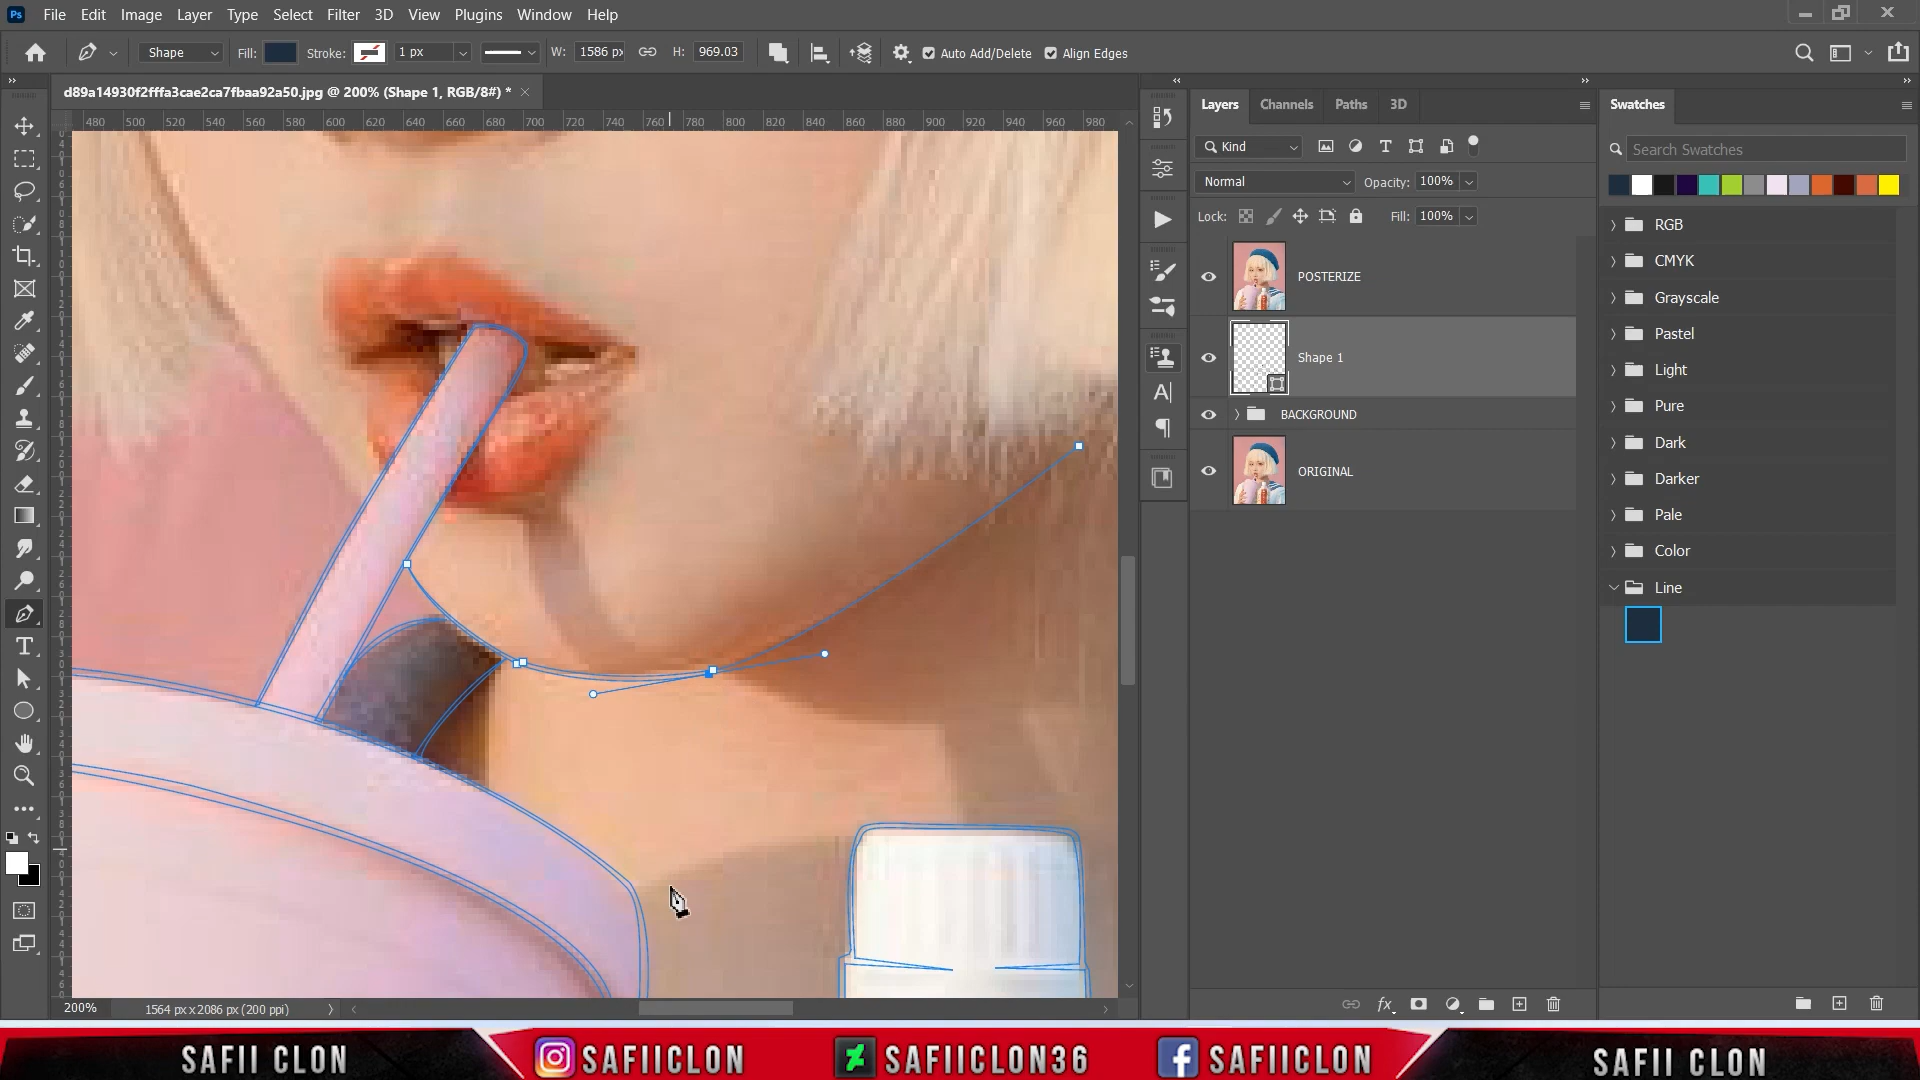 Ps File Edit Image Layer Type Select Filter 3D View Plugins Window Help
Shape Fill: Stroke: 1 px W: 1586 px H: 969.03 Auto Add/Delete Align Edges
d89a14930f2fffa3cae2ca7fbaa92a50.jpg @ 200% (Shape 1, RGB/8#) *
480 500 520 540 560 580 600 620 640 660 680 700 720 740 760 780 800 820 840 860 880 900 920 940 960 980
Layers Channels Paths 3D
Kind
Normal Opacity: 100%
Lock: Fill: 100%
POSTERIZE
Shape 1
BACKGROUND
ORIGINAL
Swatches
Search Swatches
RGB
CMYK
Grayscale
Pastel
Light
Pure
Dark
Darker
Pale
Color
Line
200% 1564 px x 2086 px (200 ppi)
SAFII CLON SAFIICLON SAFIICLON36 SAFIICLON SAFII CLON